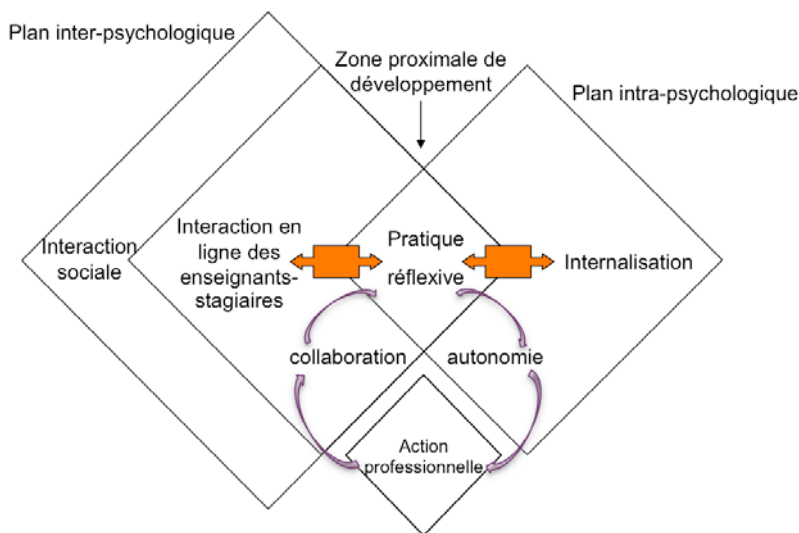 Plan inter-psychologique
Zone proximale de
développement
Plan intra-psychologique
Interaction
sociale
Interaction en
ligne des
enseignants-
stagiaires
Pratique
réflexive
Internalisation
collaboration
autonomie
Action
professionnelle